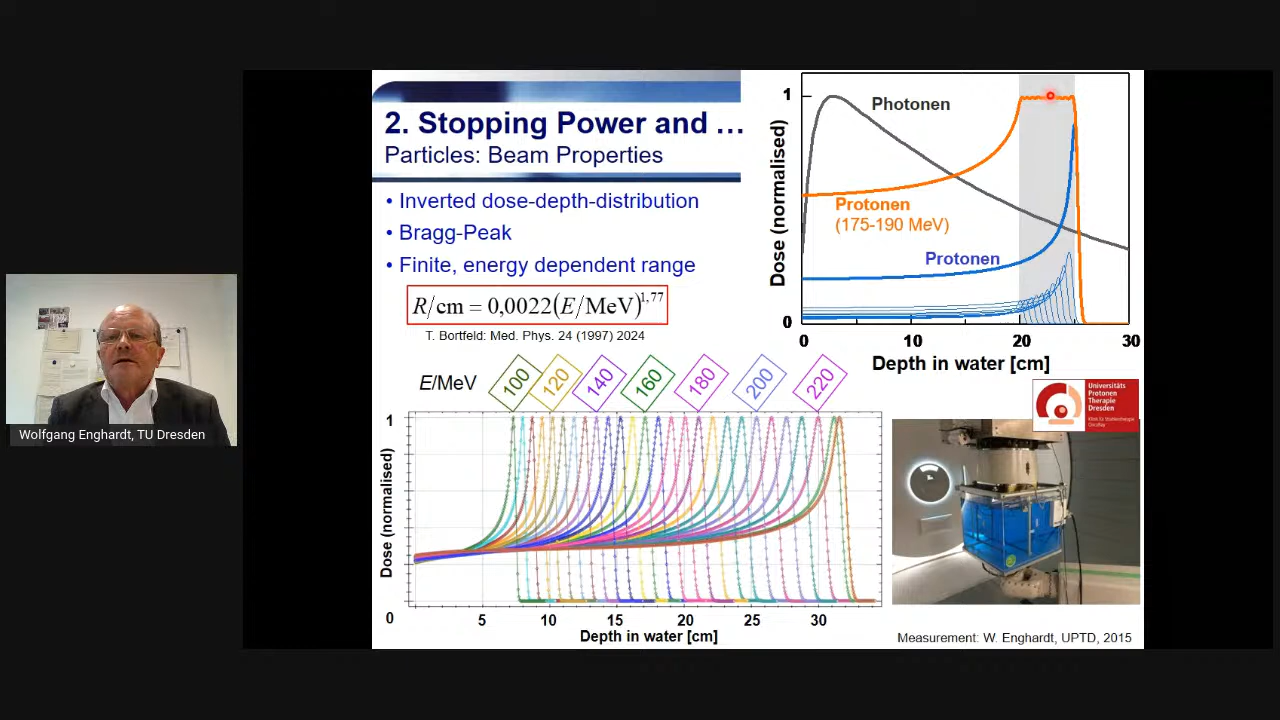 2. Stopping Power and …
Particles: Beam Properties
• Inverted dose-depth-distribution
• Bragg-Peak
• Finite, energy dependent range
R/cm = 0,0022(E/MeV)^1,77
T. Bortfeld: Med. Phys. 24 (1997) 2024
Dose (normalised)
1
0
Photonen
Protonen
(175-190 MeV)
Protonen
0
10
20
30
Depth in water [cm]
E/MeV
100
120
140
160
180
200
220
Dose (normalised)
1
0
5
10
15
20
25
30
Depth in water [cm]
Universitäts
Protonen
Therapie
Dresden
Measurement: W. Enghardt, UPTD, 2015
Wolfgang Enghardt, TU Dresden